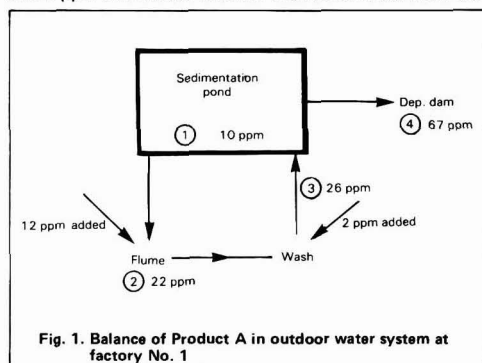 Sedimentation
pond
① 10 ppm
Dep. dam
④ 67 ppm
③ 26 ppm
12 ppm added
2 ppm added
Flume
Wash
② 22 ppm
Fig. 1. Balance of Product A in outdoor water system at
factory No. 1